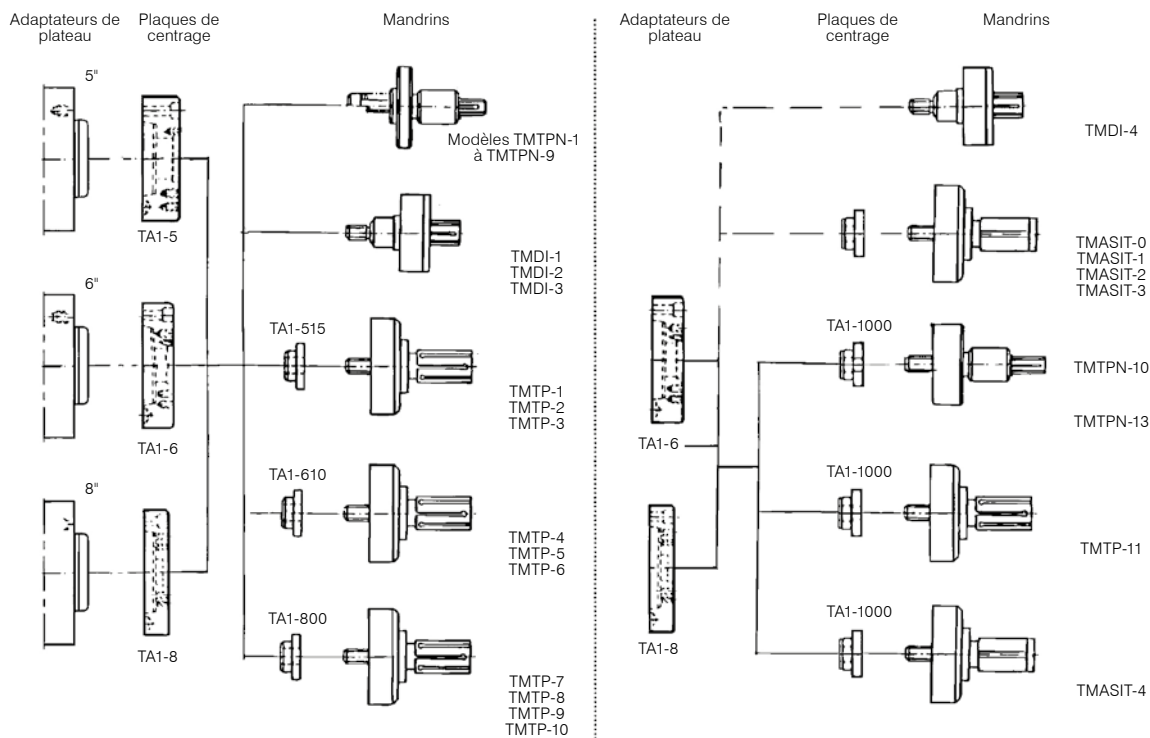 Adaptateurs de
plateau
Plaques de
centrage
Mandrins
5"
TA1-5
6"
TA1-6
8"
TA1-8
Modèles TMTPN-1
à TMTPN-9
TMDI-1
TMDI-2
TMDI-3
TA1-515
TMTP-1
TMTP-2
TMTP-3
TA1-610
TMTP-4
TMTP-5
TMTP-6
TA1-800
TMTP-7
TMTP-8
TMTP-9
TMTP-10
Adaptateurs de
plateau
Plaques de
centrage
Mandrins
TMDI-4
TMASIT-0
TMASIT-1
TMASIT-2
TMASIT-3
TA1-6
TA1-1000
TMTPN-10
TMTPN-13
TA1-1000
TMTP-11
TA1-8
TA1-1000
TMASIT-4